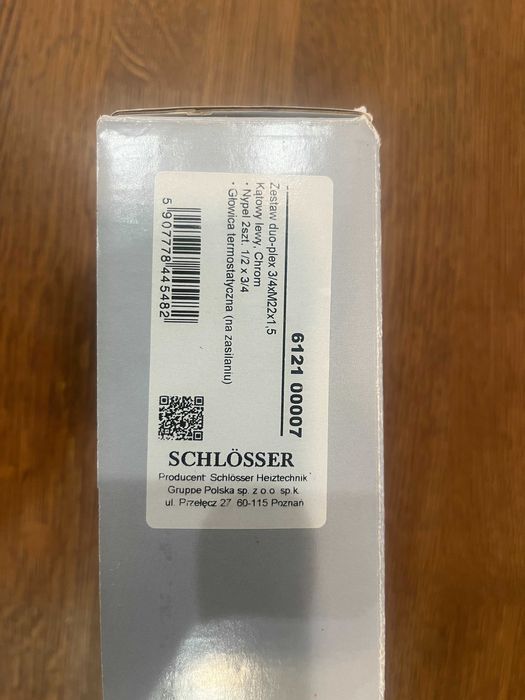 6121 00007
Zestaw duo-plex 3/4xM22x1,5
Kątowy lewy, Chrom
• Nypel 2szt. 1/2 x 3/4
• Głowica termostatyczna (na zasilaniu)
5 907778 445482
SCHLÖSSER
Producent: Schlösser Heiztechnik
Gruppe Polska sp. z o.o. sp.k.
ul. Przełęcz 27 60-115 Poznań